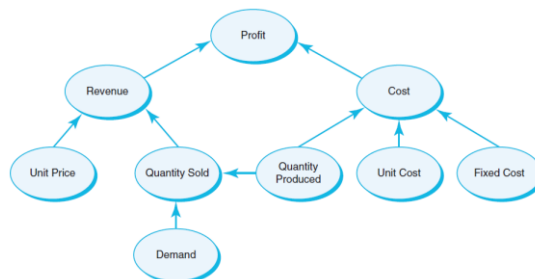 Profit
Revenue
Cost
Unit Price
Quantity Sold
Quantity
Produced
Unit Cost
Fixed Cost
Demand